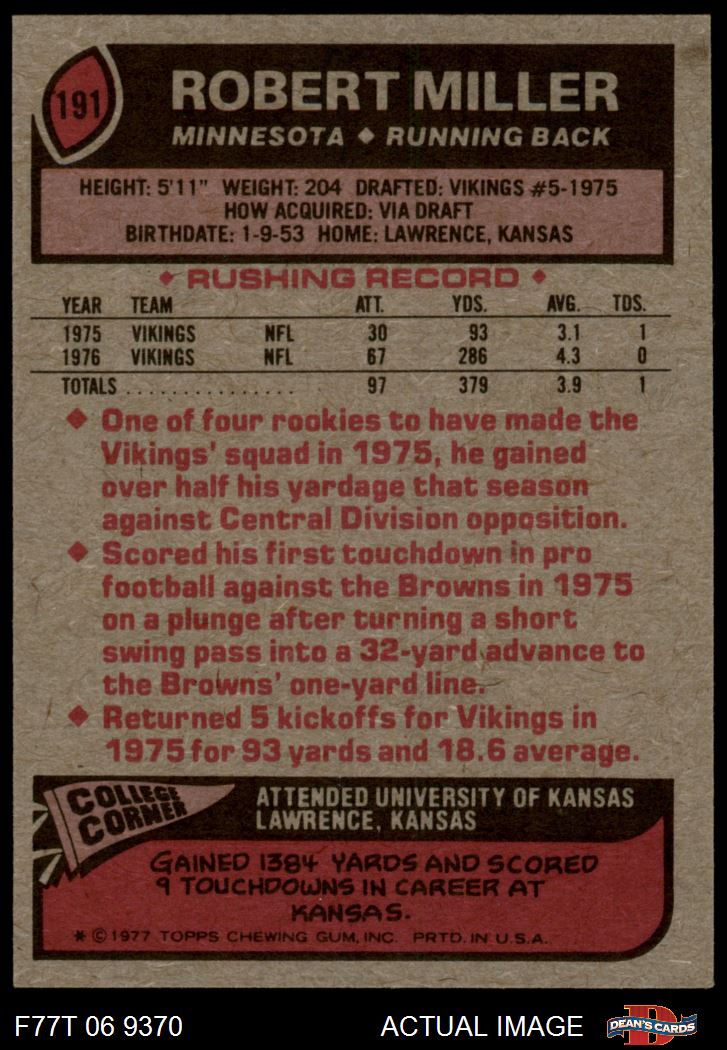 191
ROBERT MILLER
MINNESOTA ◆ RUNNING BACK
HEIGHT: 5'11" WEIGHT: 204 DRAFTED: VIKINGS #5-1975
HOW ACQUIRED: VIA DRAFT
BIRTHDATE: 1-9-53 HOME: LAWRENCE, KANSAS
◆ RUSHING RECORD ◆
YEAR TEAM ATT. YDS. AVG. TDS.
1975 VIKINGS NFL 30 93 3.1 1
1976 VIKINGS NFL 67 286 4.3 0
TOTALS . . . . . . . . . . . . . . . . 97 379 3.9 1
◆ One of four rookies to have made the
Vikings' squad in 1975, he gained
over half his yardage that season
against Central Division opposition.
◆ Scored his first touchdown in pro
football against the Browns in 1975
on a plunge after turning a short
swing pass into a 32-yard advance to
the Browns' one-yard line.
◆ Returned 5 kickoffs for Vikings in
1975 for 93 yards and 18.6 average.
COLLEGE
CORNER
ATTENDED UNIVERSITY OF KANSAS
LAWRENCE, KANSAS
GAINED 1384 YARDS AND SCORED
9 TOUCHDOWNS IN CAREER AT
KANSAS.
* © 1977 TOPPS CHEWING GUM, INC. PRTD. IN U.S.A.
F77T 06 9370 ACTUAL IMAGE
D
DEAN'S CARDS